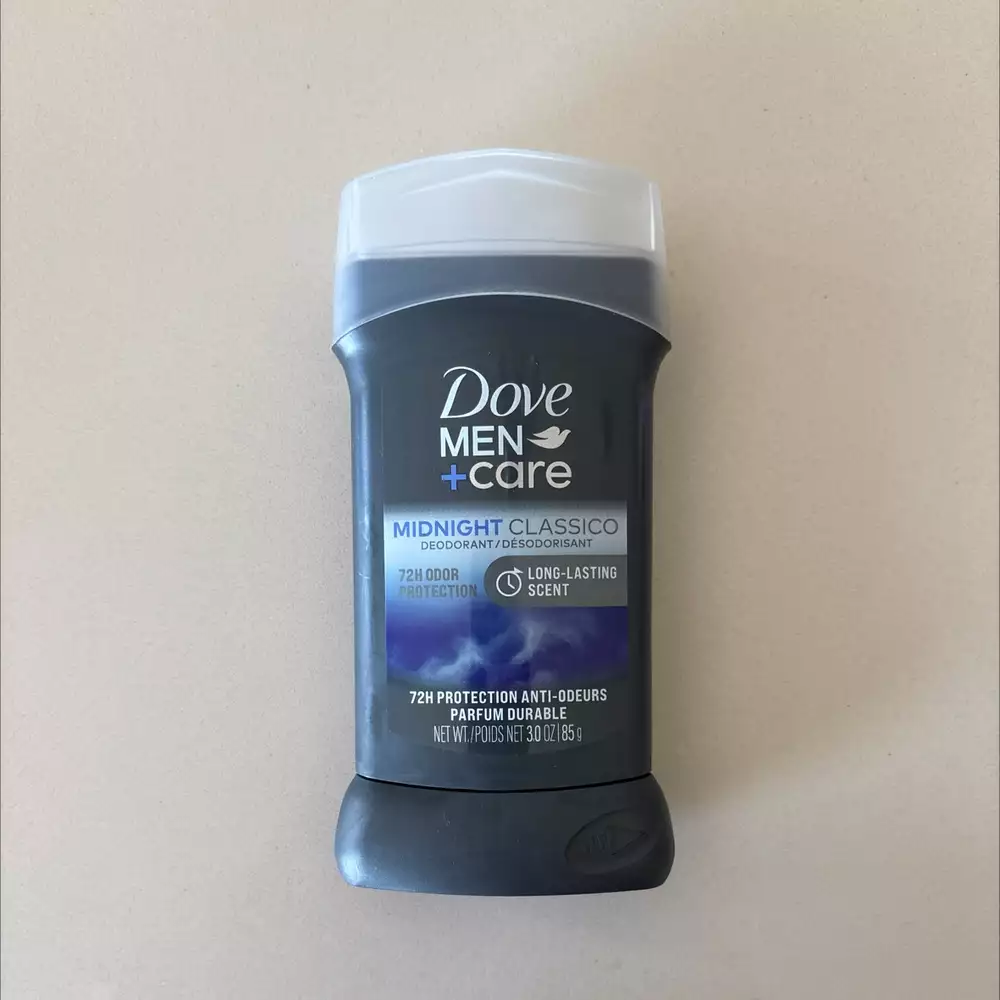 Dove
MEN
+care
MIDNIGHT CLASSICO
DEODORANT/DÉSODORISANT
72H ODOR
PROTECTION
LONG-LASTING
SCENT
72H PROTECTION ANTI-ODEURS
PARFUM DURABLE
NET WT./POIDS NET 3.0 OZ | 85 g